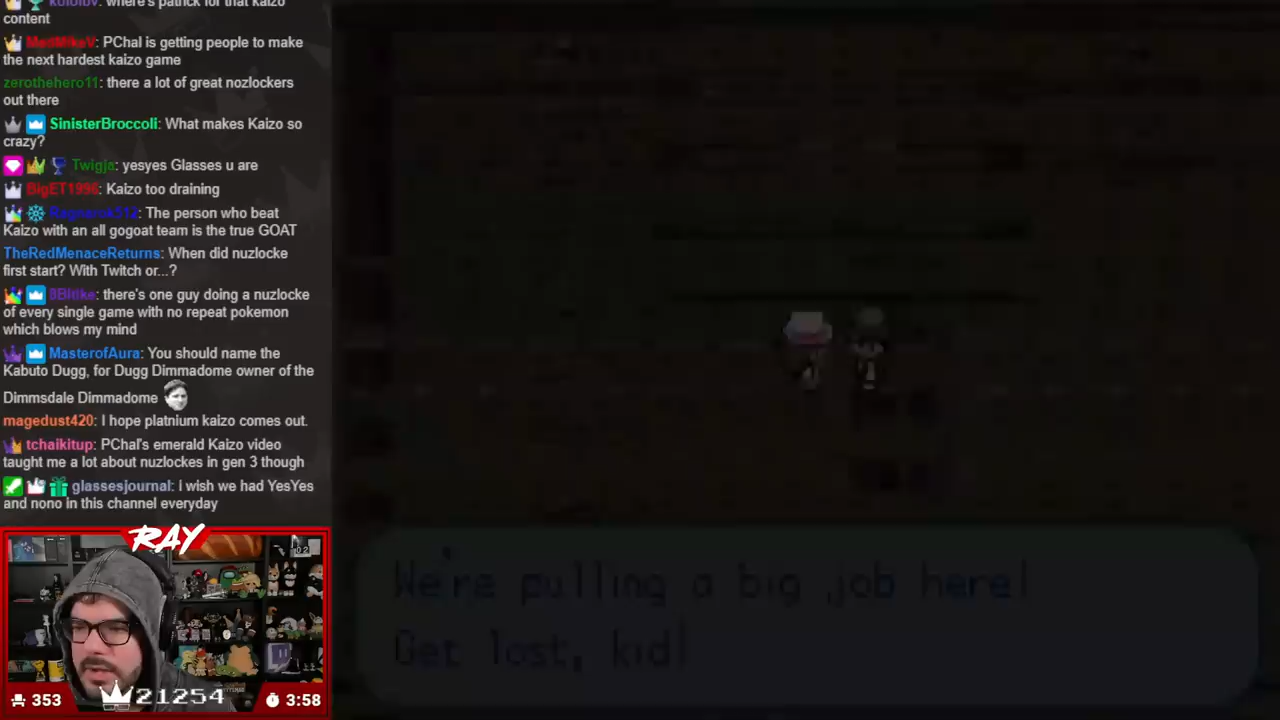 kololbv: where's patrick for that kaizo
content
MadMikeV: PChal is getting people to make
the next hardest kaizo game
zerothehero11: there a lot of great nozlockers
out there
SinisterBroccoli: What makes Kaizo so
crazy?
Twigja: yesyes Glasses u are
BigET1996: Kaizo too draining
Ragnarok512: The person who beat
Kaizo with an all gogoat team is the true GOAT
TheRedMenaceReturns: When did nuzlocke
first start? With Twitch or...?
there's one guy doing a nuzlocke
of every single game with no repeat pokemon
which blows my mind
MasterofAura: You should name the
Kabuto Dugg, for Dugg Dimmadome owner of the
Dimmsdale Dimmadome
magedust420: I hope platnium kaizo comes out.
tchaikitup: PChal's emerald Kaizo video
taught me a lot about nuzlockes in gen 3 though
glassesjournal: I wish we had YesYes
and nono in this channel everyday
RAY
353
21254
3:58
We're pulling a big job here!
Get lost, kid!